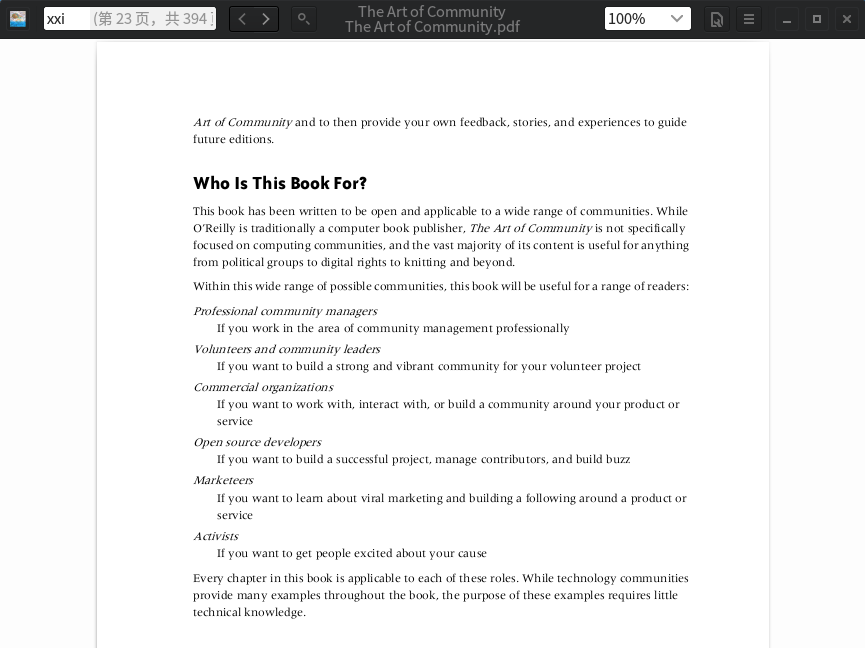 xxi (第 23 页，共 394
The Art of Community
The Art of Community.pdf
100%
Art of Community and to then provide your own feedback, stories, and experiences to guide
future editions.
Who Is This Book For?
This book has been written to be open and applicable to a wide range of communities. While
O’Reilly is traditionally a computer book publisher, The Art of Community is not specifically
focused on computing communities, and the vast majority of its content is useful for anything
from political groups to digital rights to knitting and beyond.
Within this wide range of possible communities, this book will be useful for a range of readers:
Professional community managers
If you work in the area of community management professionally
Volunteers and community leaders
If you want to build a strong and vibrant community for your volunteer project
Commercial organizations
If you want to work with, interact with, or build a community around your product or
service
Open source developers
If you want to build a successful project, manage contributors, and build buzz
Marketeers
If you want to learn about viral marketing and building a following around a product or
service
Activists
If you want to get people excited about your cause
Every chapter in this book is applicable to each of these roles. While technology communities
provide many examples throughout the book, the purpose of these examples requires little
technical knowledge.